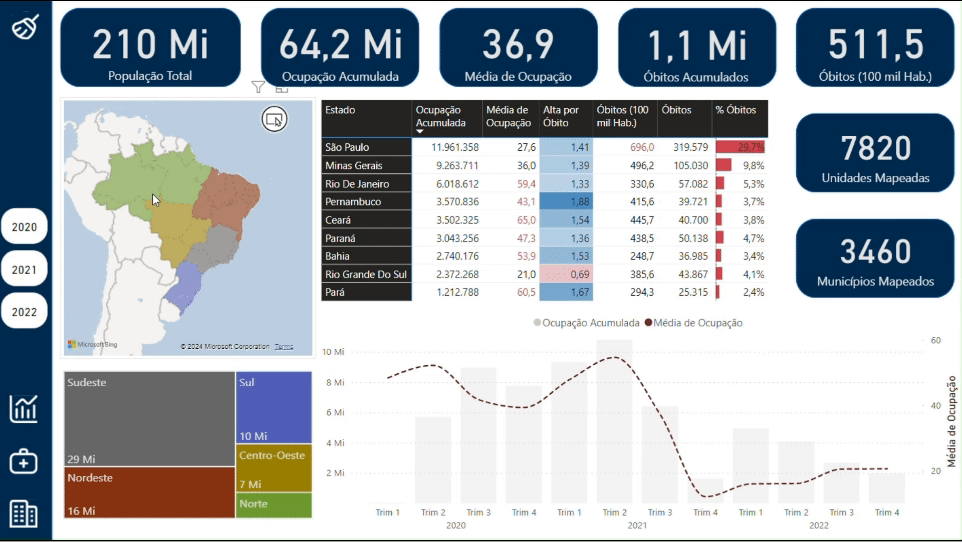 210 Mi
População Total
64,2 Mi
Ocupação Acumulada
36,9
Média de Ocupação
1,1 Mi
Óbitos Acumulados
511,5
Óbitos (100 mil Hab.)
7820
Unidades Mapeadas
3460
Municípios Mapeados
2020
2021
2022
Microsoft Bing
© 2024 Microsoft Corporation Terms
Estado Ocupação Acumulada Média de Ocupação Alta por Óbito Óbitos (100 mil Hab.) Óbitos % Óbitos
São Paulo 11.961.358 27,6 1,41 696,0 319.579 29,7%
Minas Gerais 9.263.711 36,0 1,39 496,2 105.030 9,8%
Rio De Janeiro 6.018.612 59,4 1,33 330,6 57.082 5,3%
Pernambuco 3.570.836 43,1 1,88 415,6 39.721 3,7%
Ceará 3.502.325 65,0 1,54 445,7 40.700 3,8%
Paraná 3.043.256 47,3 1,36 438,5 50.138 4,7%
Bahia 2.740.176 53,9 1,53 248,7 36.985 3,4%
Rio Grande Do Sul 2.372.268 21,0 0,69 385,6 43.867 4,1%
Pará 1.212.788 60,5 1,67 294,3 25.315 2,4%
Sudeste
29 Mi
Nordeste
16 Mi
Sul
10 Mi
Centro-Oeste
7 Mi
Norte
Ocupação Acumulada Média de Ocupação
10 Mi
8 Mi
6 Mi
4 Mi
2 Mi
60
40
20
Média de Ocupação
Trim 1 Trim 2 Trim 3 Trim 4 Trim 1 Trim 2 Trim 3 Trim 4 Trim 1 Trim 2 Trim 3 Trim 4
2020 2021 2022